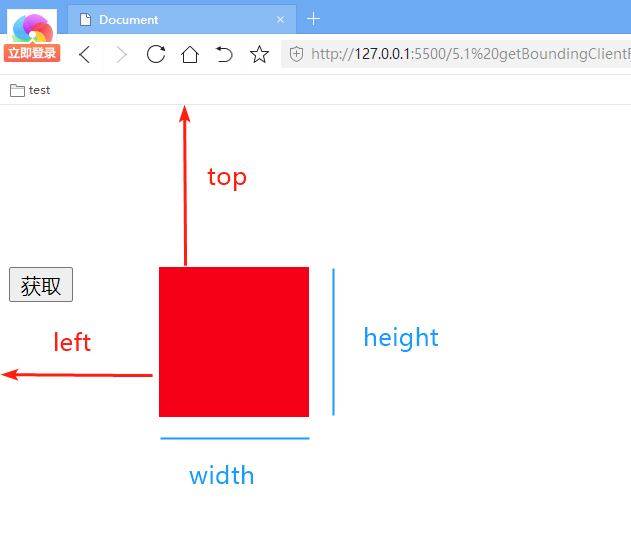 Document
立即登录
http://127.0.0.1:5500/5.1%20getBoundingClient
test
top
获取
left
height
width